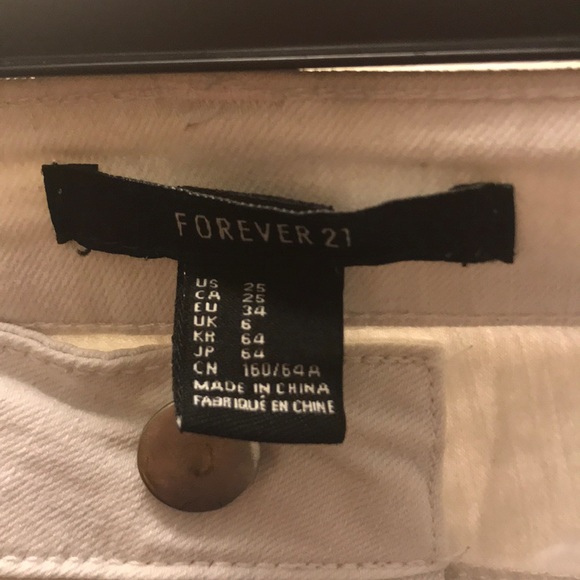 FOREVER 21
US 25
CA 25
EU 34
UK 6
KR 64
JP 64
CN 160/64A
MADE IN CHINA
FABRIQUÉ EN CHINE